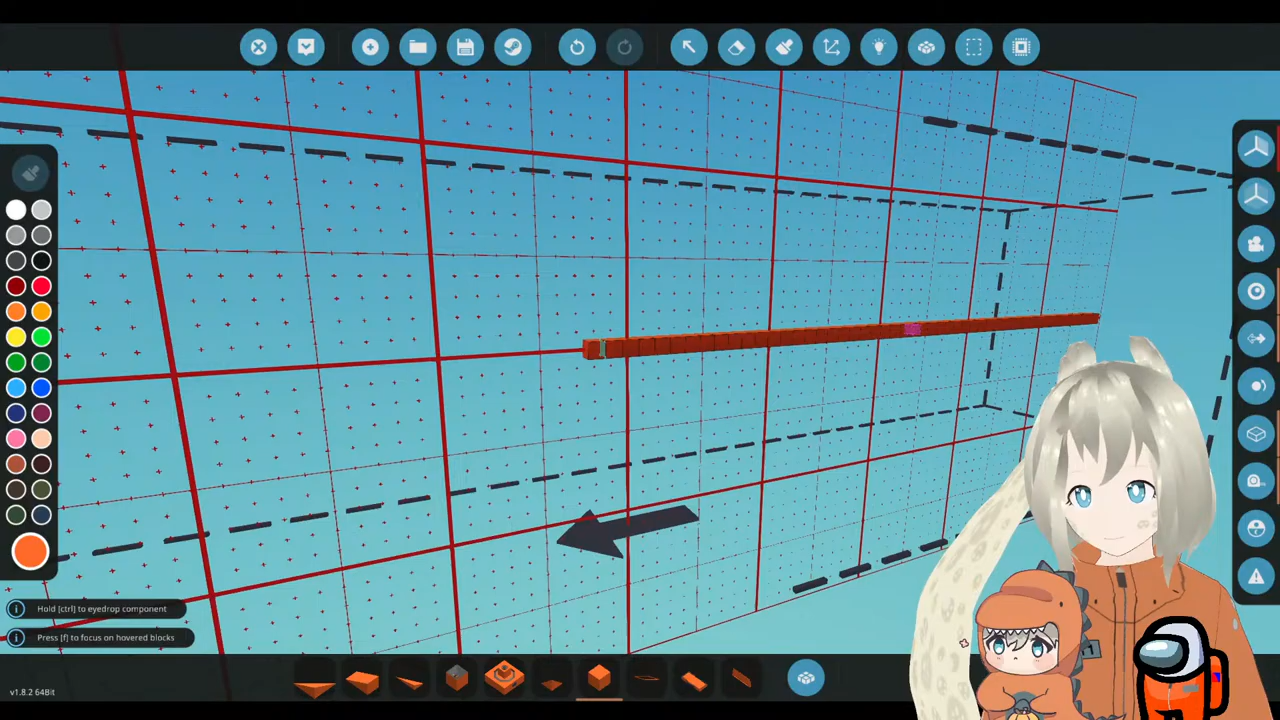 Hold [ctrl] to eyedrop component
Press [f] to focus on hovered blocks
v1.8.2 64Bit